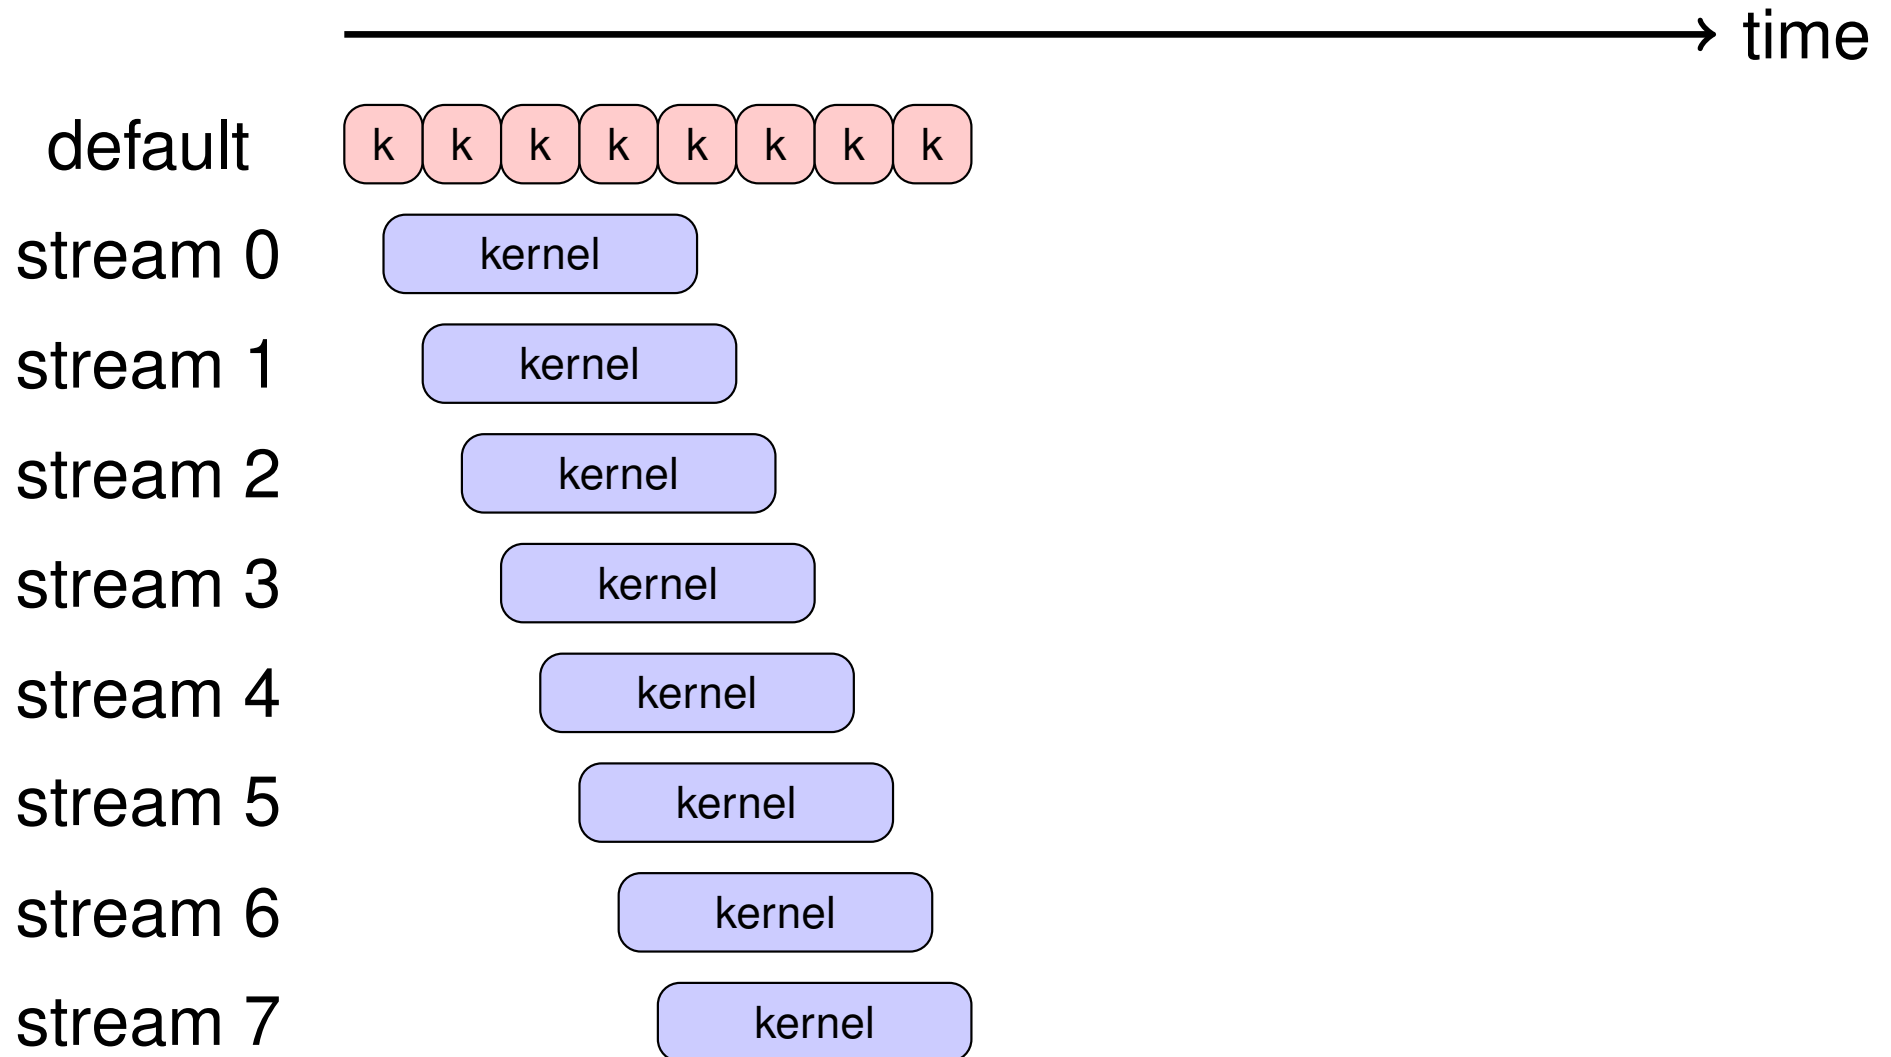 time
default k k k k k k k k
stream 0 kernel
stream 1 kernel
stream 2 kernel
stream 3 kernel
stream 4 kernel
stream 5 kernel
stream 6 kernel
stream 7 kernel